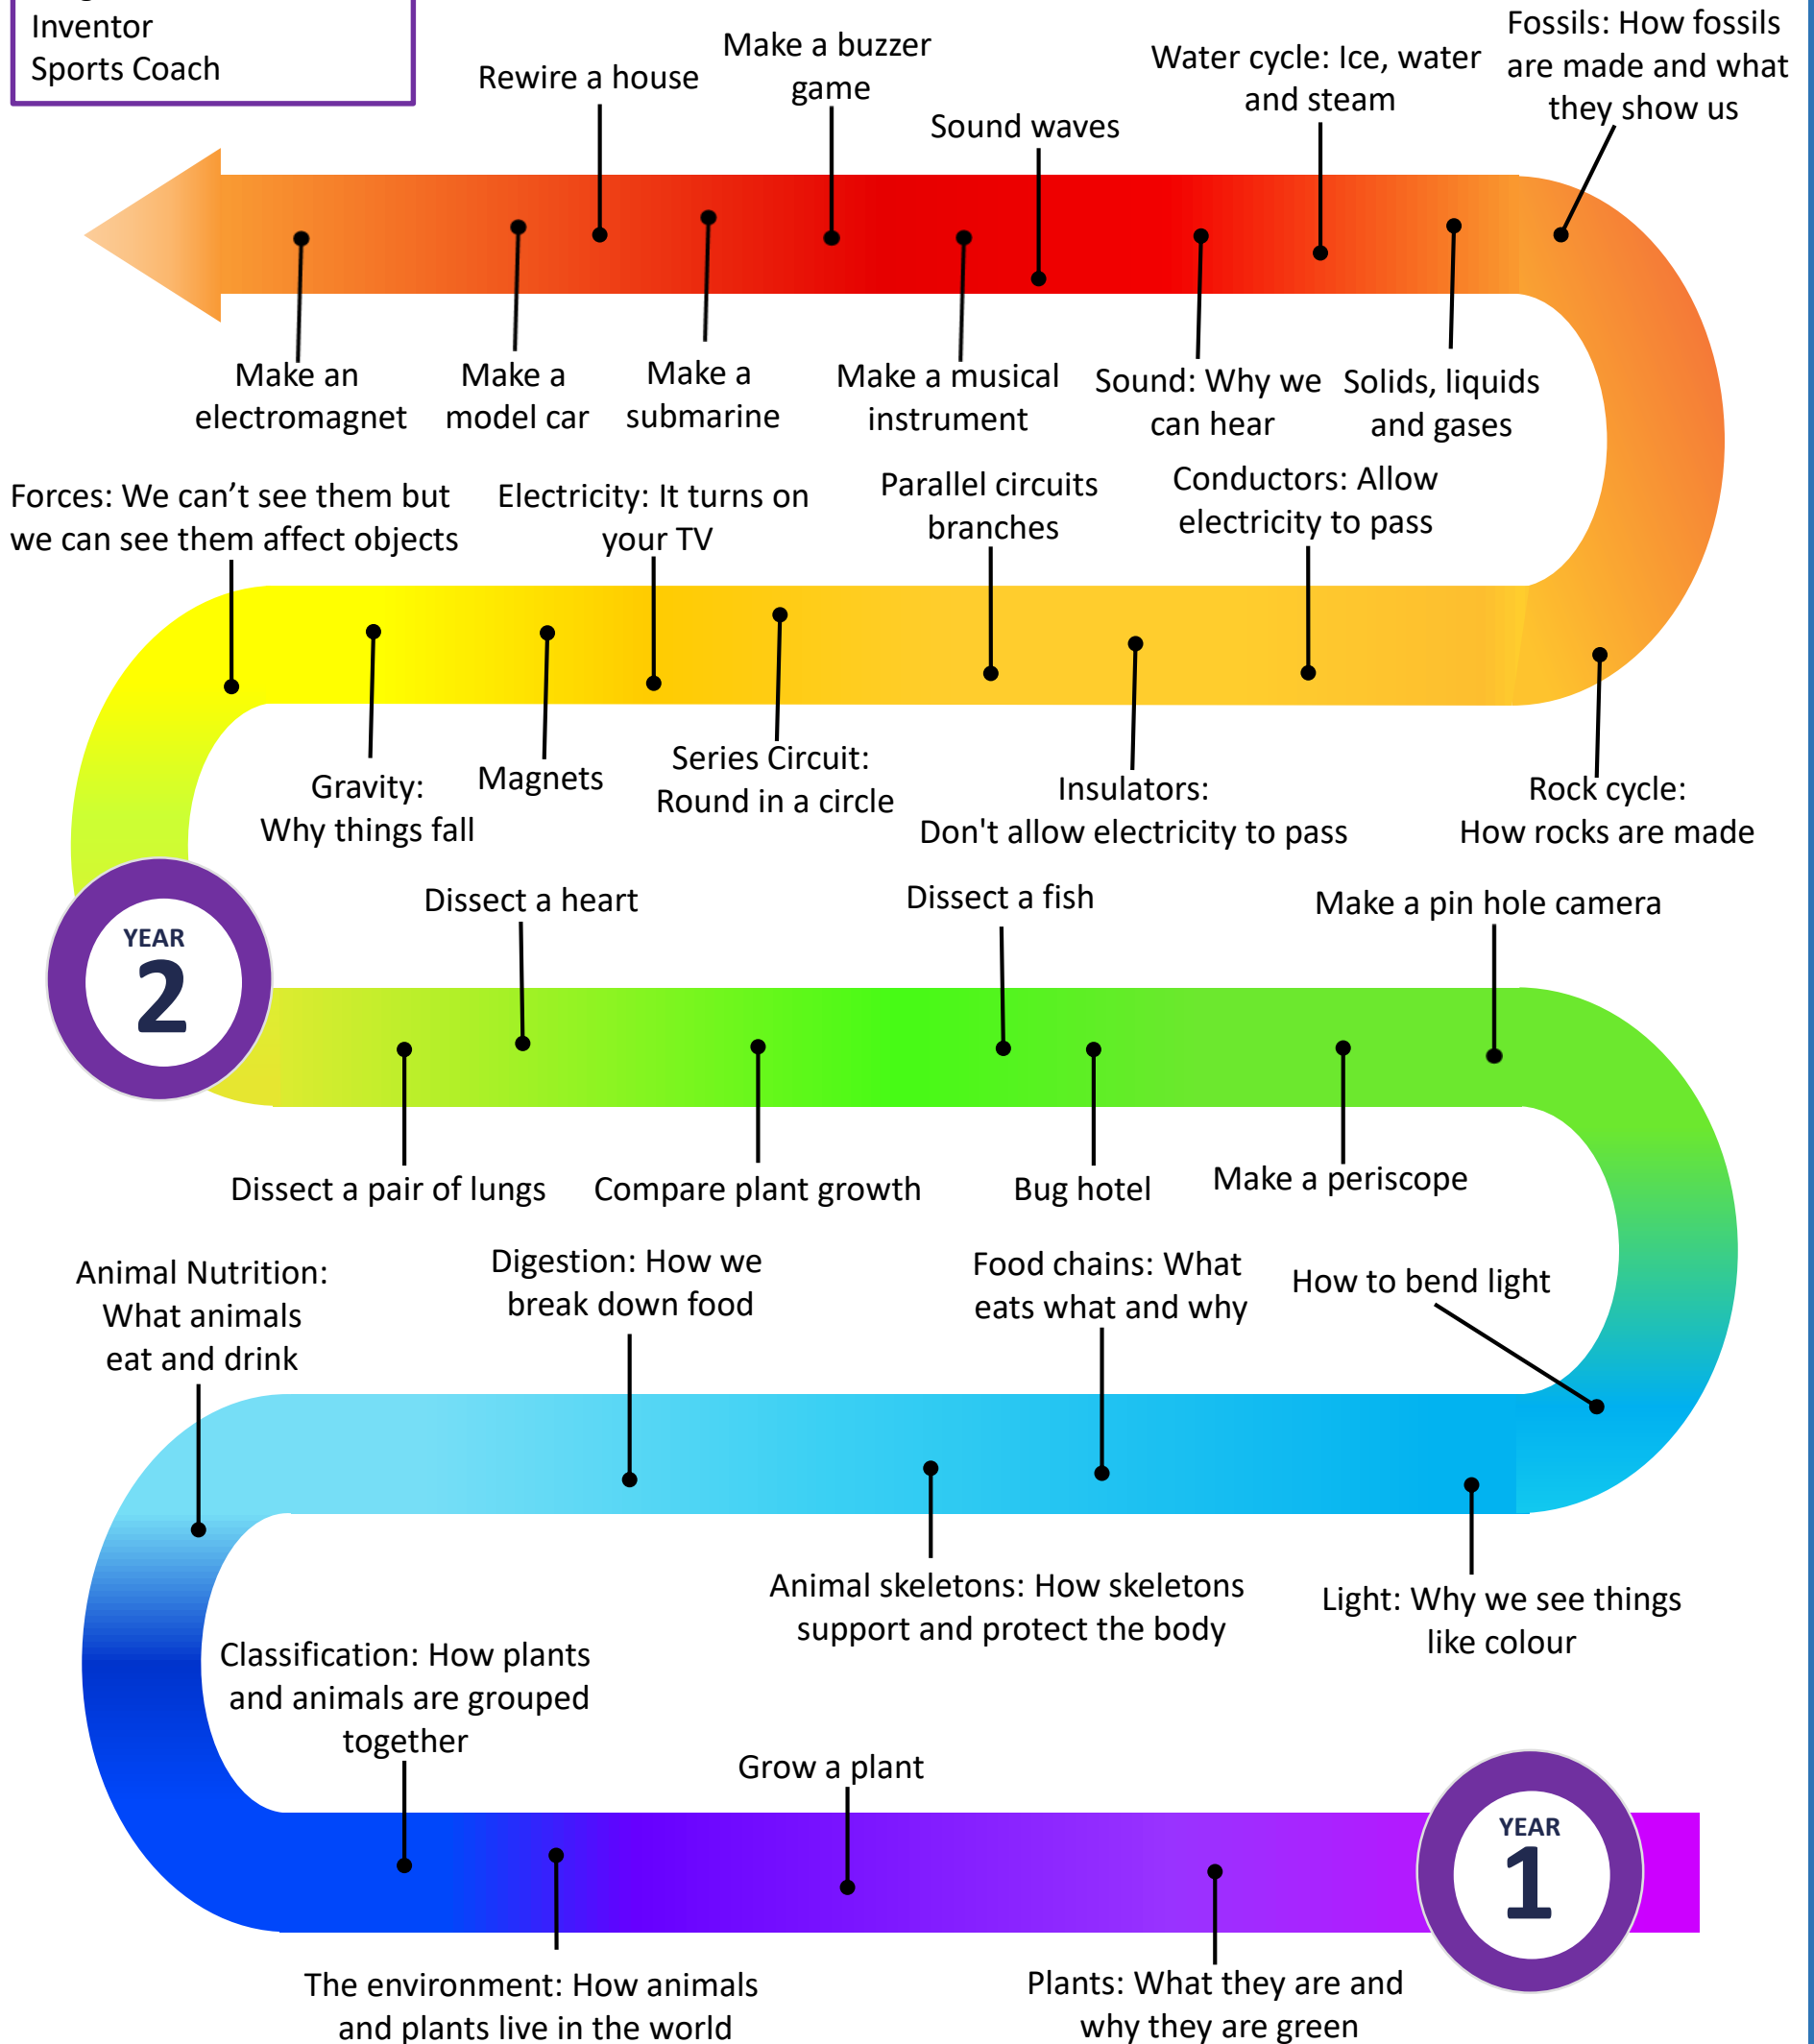 Inventor
Sports Coach
Rewire a house
Make a buzzer
game
Sound waves
Water cycle: Ice, water
and steam
Fossils: How fossils
are made and what
they show us
Make an
electromagnet
Make a
model car
Make a
submarine
Make a musical
instrument
Sound: Why we
can hear
Solids, liquids
and gases
Forces: We can’t see them but
we can see them affect objects
Electricity: It turns on
your TV
Parallel circuits
branches
Conductors: Allow
electricity to pass
Gravity:
Why things fall
Magnets
Series Circuit:
Round in a circle
Insulators:
Don't allow electricity to pass
Rock cycle:
How rocks are made
YEAR
2
Dissect a heart
Dissect a fish
Make a pin hole camera
Dissect a pair of lungs
Compare plant growth
Bug hotel
Make a periscope
Animal Nutrition:
What animals
eat and drink
Digestion: How we
break down food
Food chains: What
eats what and why
How to bend light
Animal skeletons: How skeletons
support and protect the body
Light: Why we see things
like colour
Classification: How plants
and animals are grouped
together
Grow a plant
YEAR
1
The environment: How animals
and plants live in the world
Plants: What they are and
why they are green